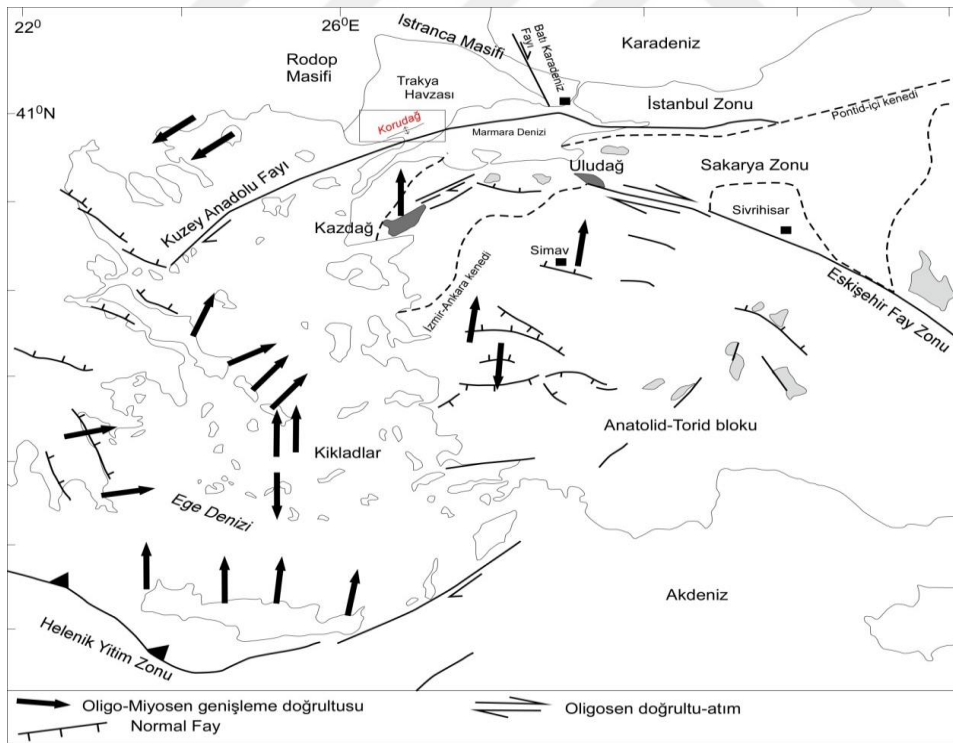 22⁰
26⁰E
41⁰N
Istranca Masifi
Batı Karadeniz
Fayı
Karadeniz
Rodop
Masifi
Trakya
Havzası
İstanbul Zonu
Pontid-içi kenedi
Korudağ
Marmara Denizi
Kuzey Anadolu Fayı
Uludağ
Sakarya Zonu
Kazdağ
Sivrihisar
Simav
İzmir-Ankara kenedi
Eskişehir Fay Zonu
Anatolid-Torid bloku
Kikladlar
Ege Denizi
Akdeniz
Helenik Yitim Zonu
Oligo-Miyosen genişleme doğrultusu
Oligosen doğrultu-atım
Normal Fay